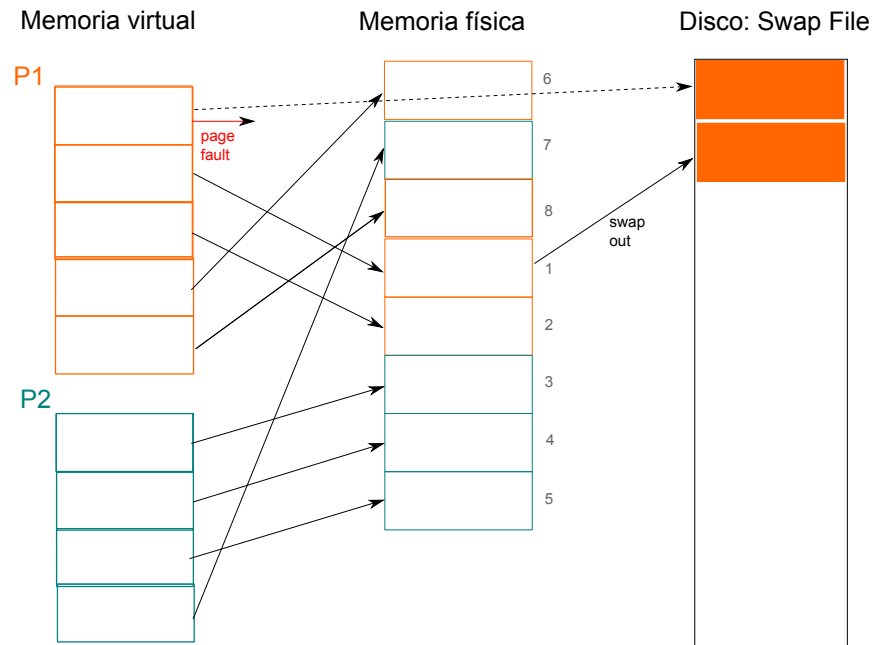 Memoria virtual
Memoria física
Disco: Swap File
P1
page
fault
6
7
8
1
2
3
4
5
swap
out
P2